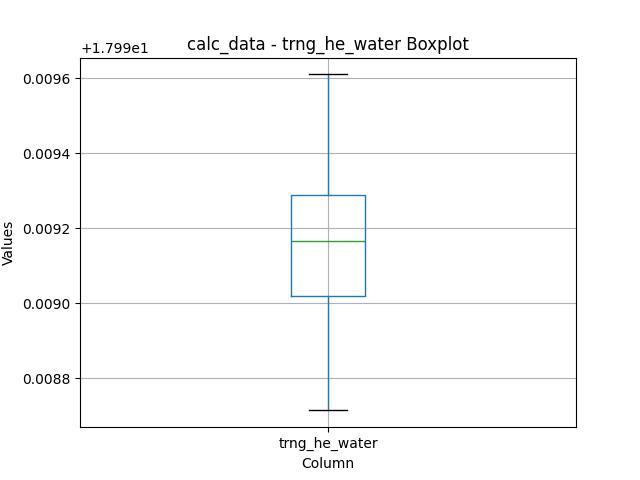 calc_data - trng_he_water Boxplot
+1.799e1
0.0096
0.0094
0.0092
0.0090
0.0088
Values
trng_he_water
Column